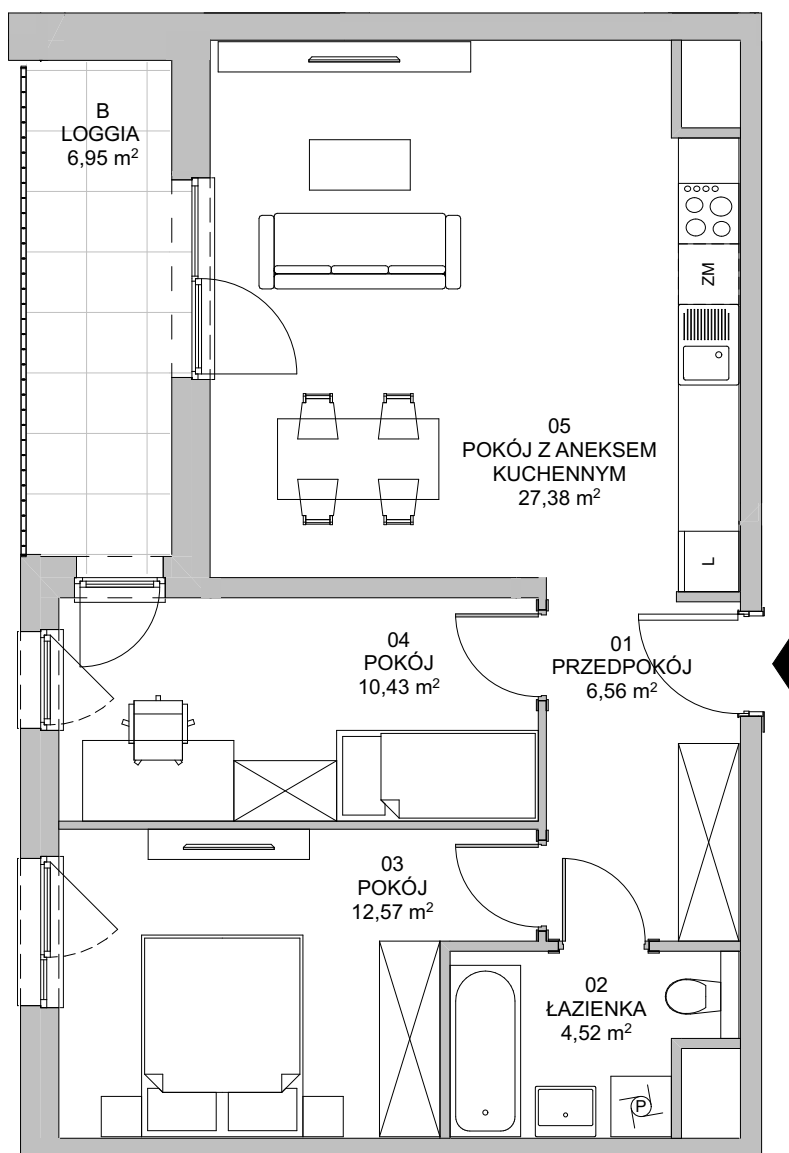 B
LOGGIA
6,95 m²
ZM
05
POKÓJ Z ANEKSEM
KUCHENNYM
27,38 m²
L
04
POKÓJ
10,43 m²
01
PRZEDPOKÓJ
6,56 m²
03
POKÓJ
12,57 m²
02
ŁAZIENKA
4,52 m²
P